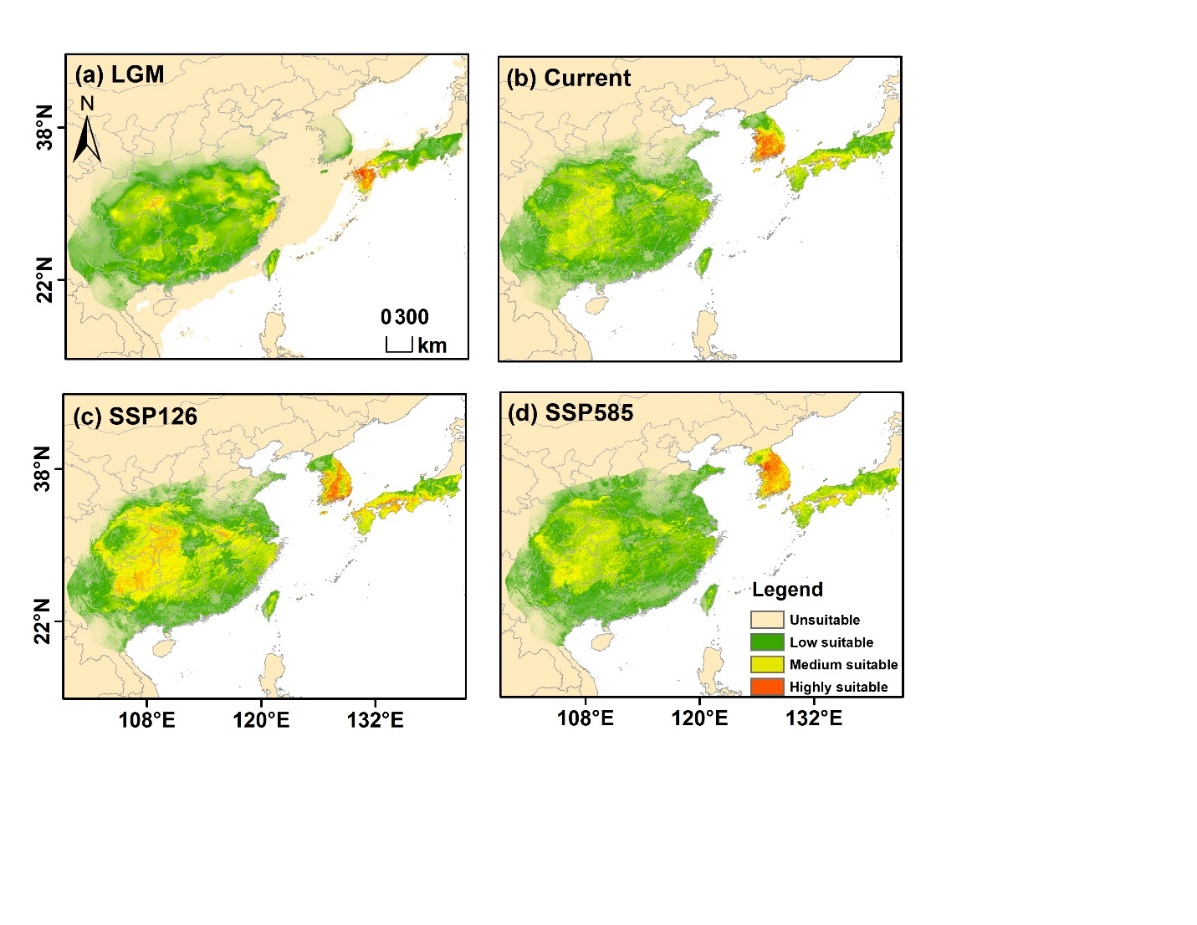 (a) LGM
N
38°N
22°N
0 300
km
(b) Current
(c) SSP126
38°N
22°N
108°E 120°E 132°E
(d) SSP585
Legend
Unsuitable
Low suitable
Medium suitable
Highly suitable
108°E 120°E 132°E